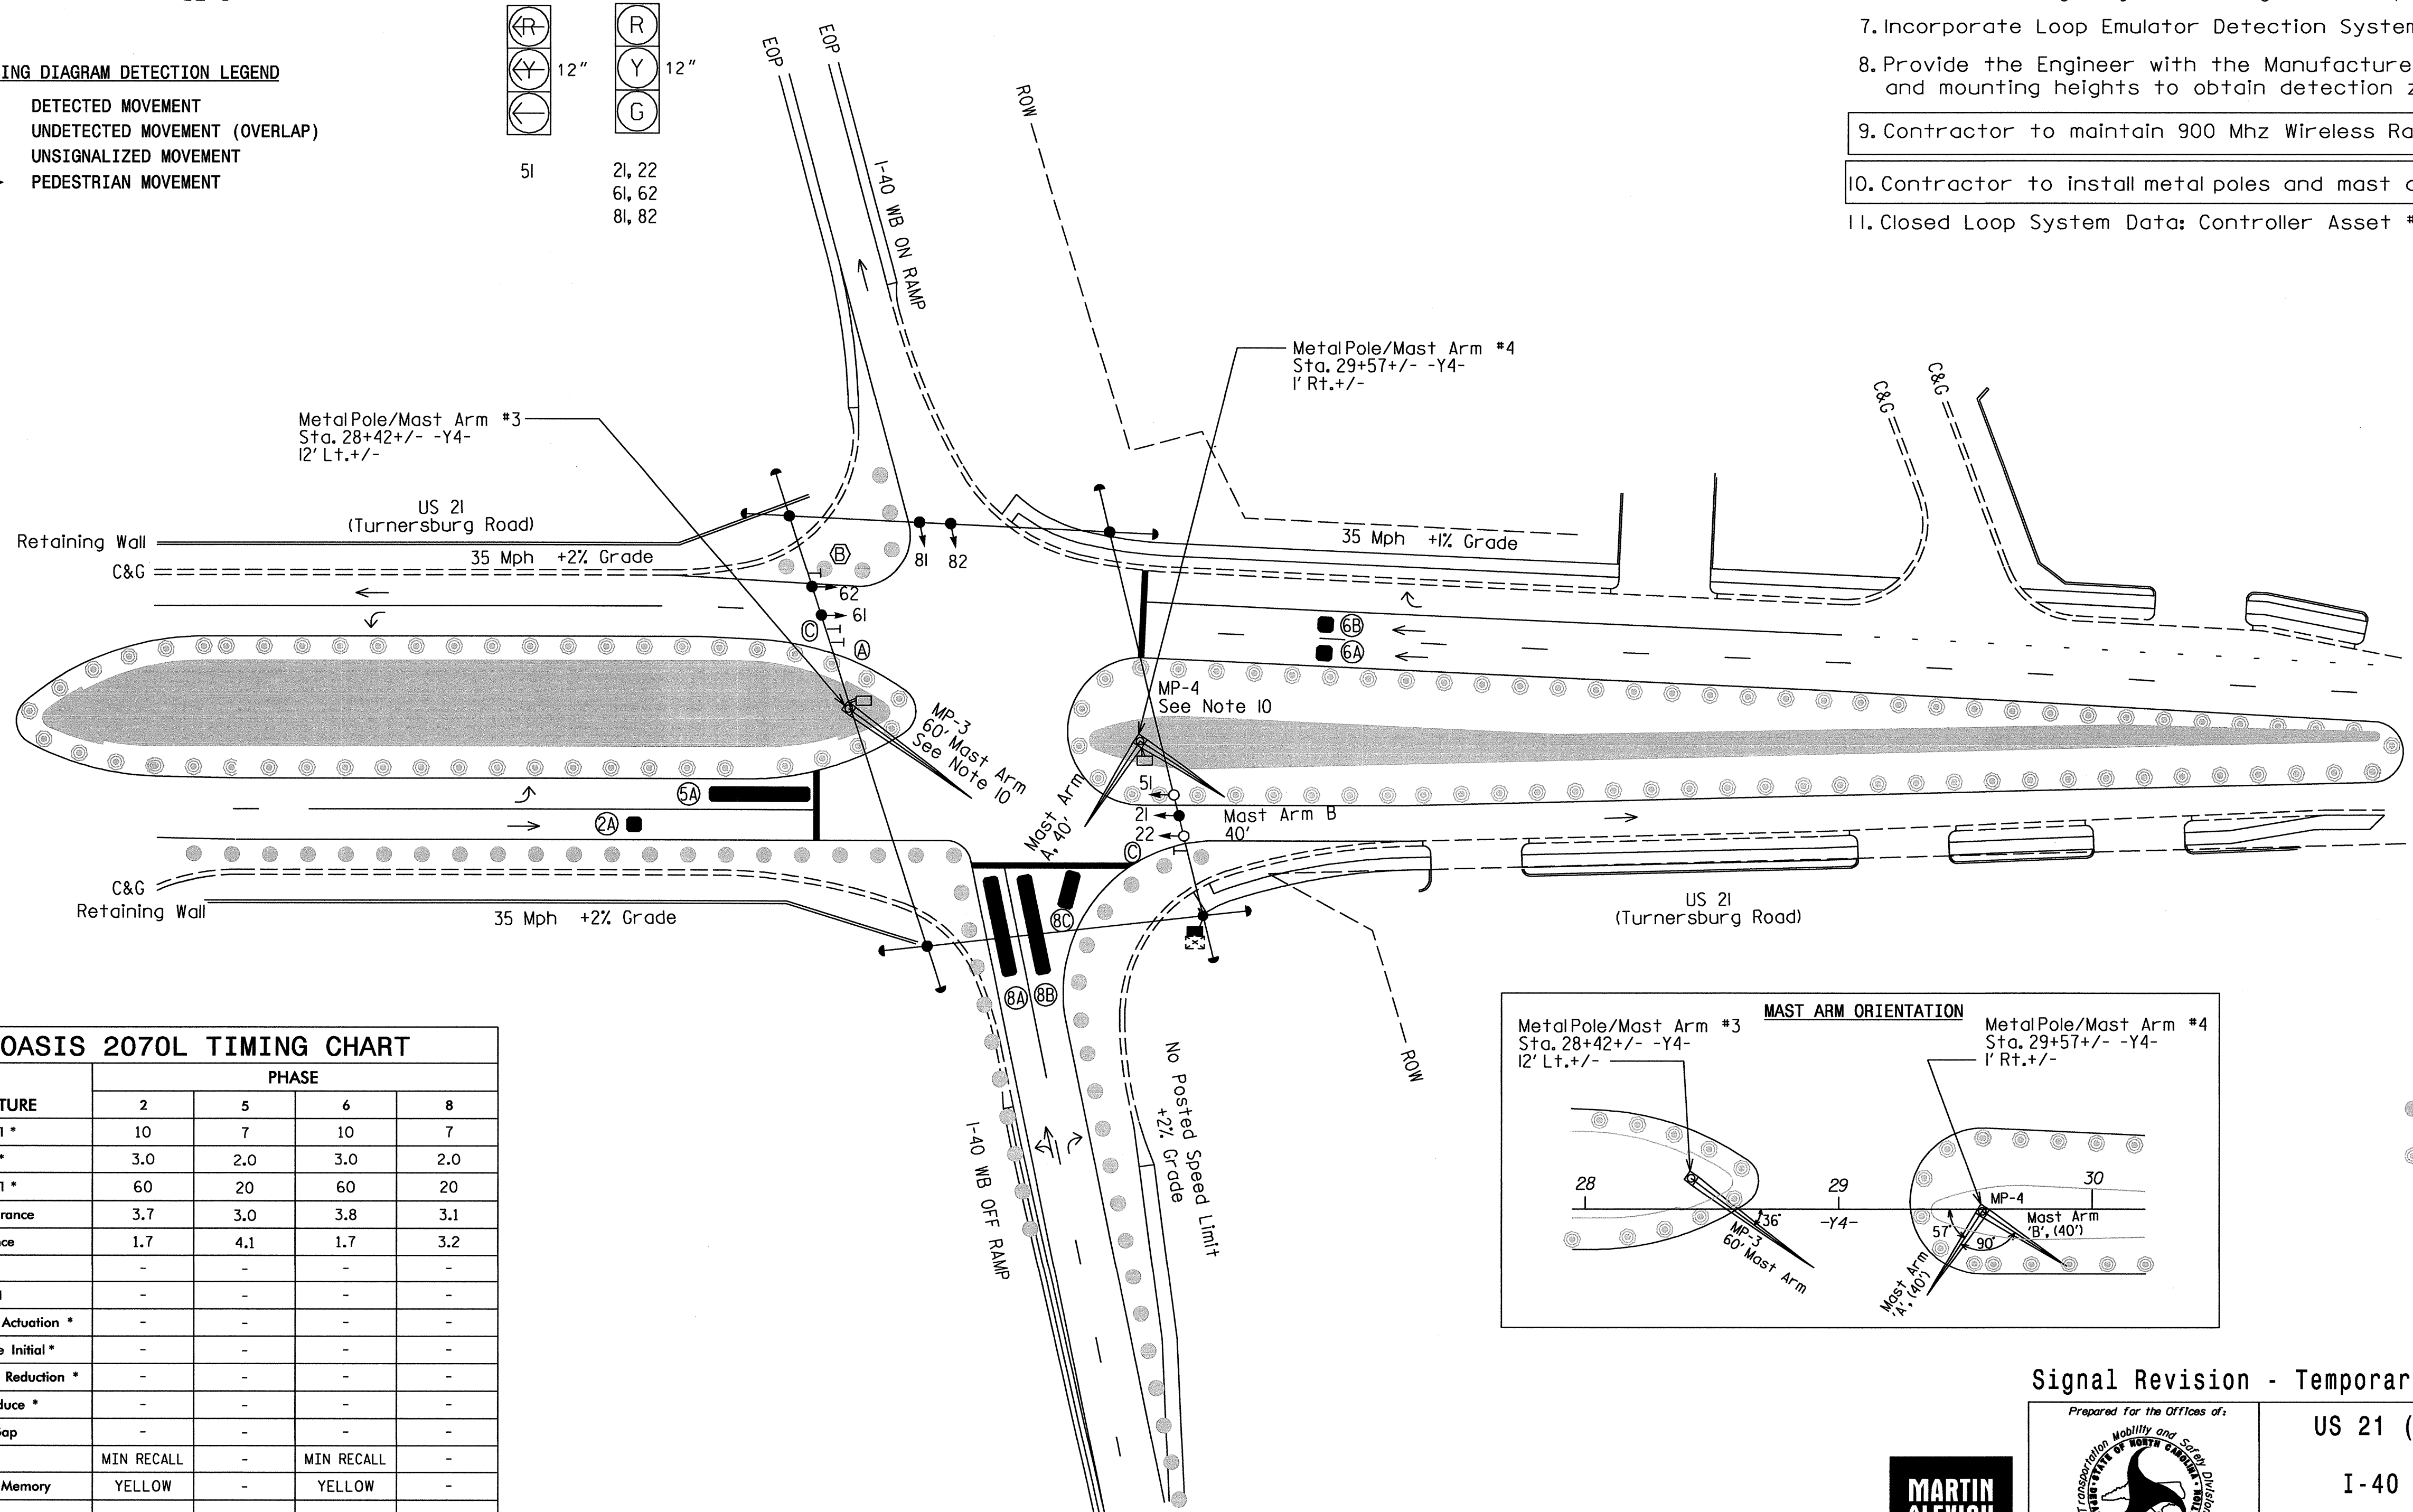 ING DIAGRAM DETECTION LEGEND
DETECTED MOVEMENT
UNDETECTED MOVEMENT (OVERLAP)
UNSIGNALIZED MOVEMENT
PEDESTRIAN MOVEMENT
R
Y 12"
51
R
Y 12"
G
21, 22
61, 62
81, 82
7. Incorporate Loop Emulator Detection System
8. Provide the Engineer with the Manufacture
and mounting heights to obtain detection z
9. Contractor to maintain 900 Mhz Wireless Ra
10. Contractor to install metal poles and mast
11. Closed Loop System Data: Controller Asset #
EOP
EOP
I-40 WB ON RAMP
ROW
Metal Pole/Mast Arm #3
Sta. 28+42+/- -Y4-
12' Lt.+/-
Metal Pole/Mast Arm #4
Sta. 29+57+/- -Y4-
1' Rt.+/-
C&G
C&G
US 21
(Turnersburg Road)
Retaining Wall
35 Mph +2% Grade
C&G
B
81
82
35 Mph +1% Grade
62
61
C
A
6B
6A
MP-3
60' Mast Arm
See Note 10
MP-4
See Note 10
51
21
22
C
Mast Arm
A, 40'
Mast Arm B
40'
5A
2A
C&G
Retaining Wall
35 Mph +2% Grade
8C
8A
8B
US 21
(Turnersburg Road)
ROW
No Posted Speed Limit
+2% Grade
I-40 WB OFF RAMP
MAST ARM ORIENTATION
Metal Pole/Mast Arm #3
Sta. 28+42+/- -Y4-
12' Lt.+/-
Metal Pole/Mast Arm #4
Sta. 29+57+/- -Y4-
1' Rt.+/-
28
29
30
-Y4-
36°
MP-3
60' Mast Arm
MP-4
57°
90°
Mast Arm
'B', (40')
Mast Arm
'A', (40')
OASIS 2070L TIMING CHART
PHASE
TURE 2 5 6 8
1 * 10 7 10 7
* 3.0 2.0 3.0 2.0
1 * 60 20 60 20
rance 3.7 3.0 3.8 3.1
ce 1.7 4.1 1.7 3.2
- - - -
- - - -
Actuation * - - - -
e Initial * - - - -
Reduction * - - - -
duce * - - - -
Gap - - - -
MIN RECALL - MIN RECALL -
Memory YELLOW - YELLOW -
Signal Revision - Temporar
Prepared for the Offices of:
Transportation Mobility and Safety Division
STATE OF NORTH CAROLINA
US 21 (
I-40
MARTIN